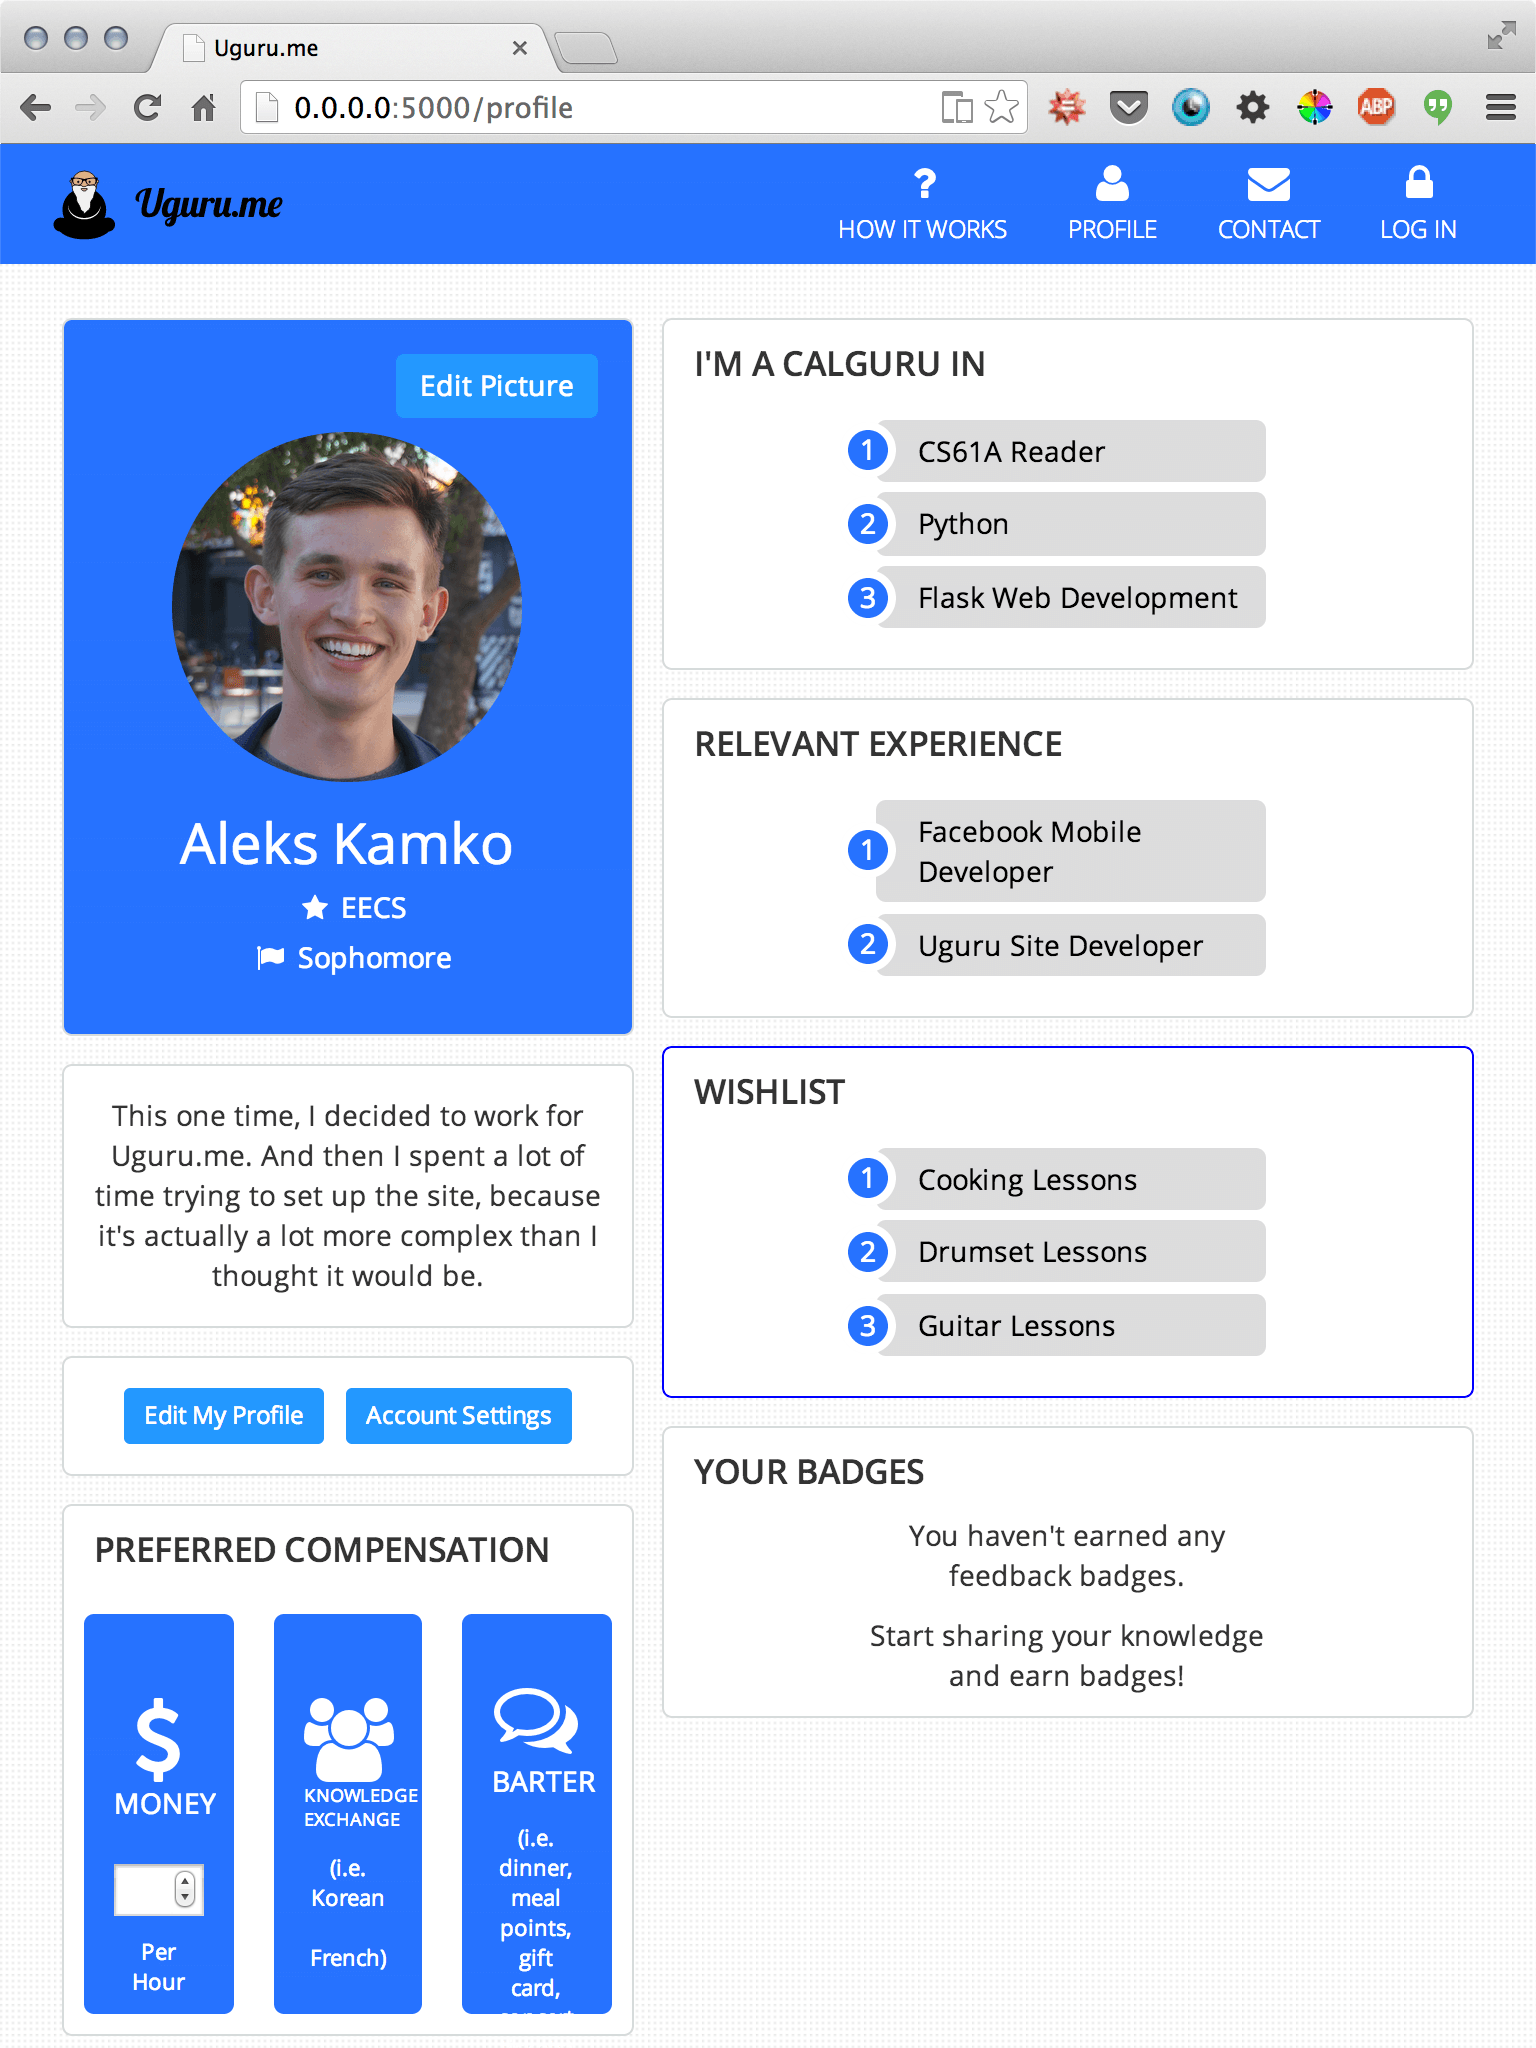 Uguru.me
0.0.0.0:5000/profile
ABP
Uguru.me
HOW IT WORKS
PROFILE
CONTACT
LOG IN
Edit Picture
Aleks Kamko
EECS
Sophomore
This one time, I decided to work for
Uguru.me. And then I spent a lot of
time trying to set up the site, because
it's actually a lot more complex than I
thought it would be.
Edit My Profile
Account Settings
PREFERRED COMPENSATION
$
MONEY
Per
Hour
KNOWLEDGE
EXCHANGE
(i.e.
Korean
French)
BARTER
(i.e.
dinner,
meal
points,
gift
card,
I'M A CALGURU IN
1 CS61A Reader
2 Python
3 Flask Web Development
RELEVANT EXPERIENCE
1 Facebook Mobile
Developer
2 Uguru Site Developer
WISHLIST
1 Cooking Lessons
2 Drumset Lessons
3 Guitar Lessons
YOUR BADGES
You haven't earned any
feedback badges.
Start sharing your knowledge
and earn badges!